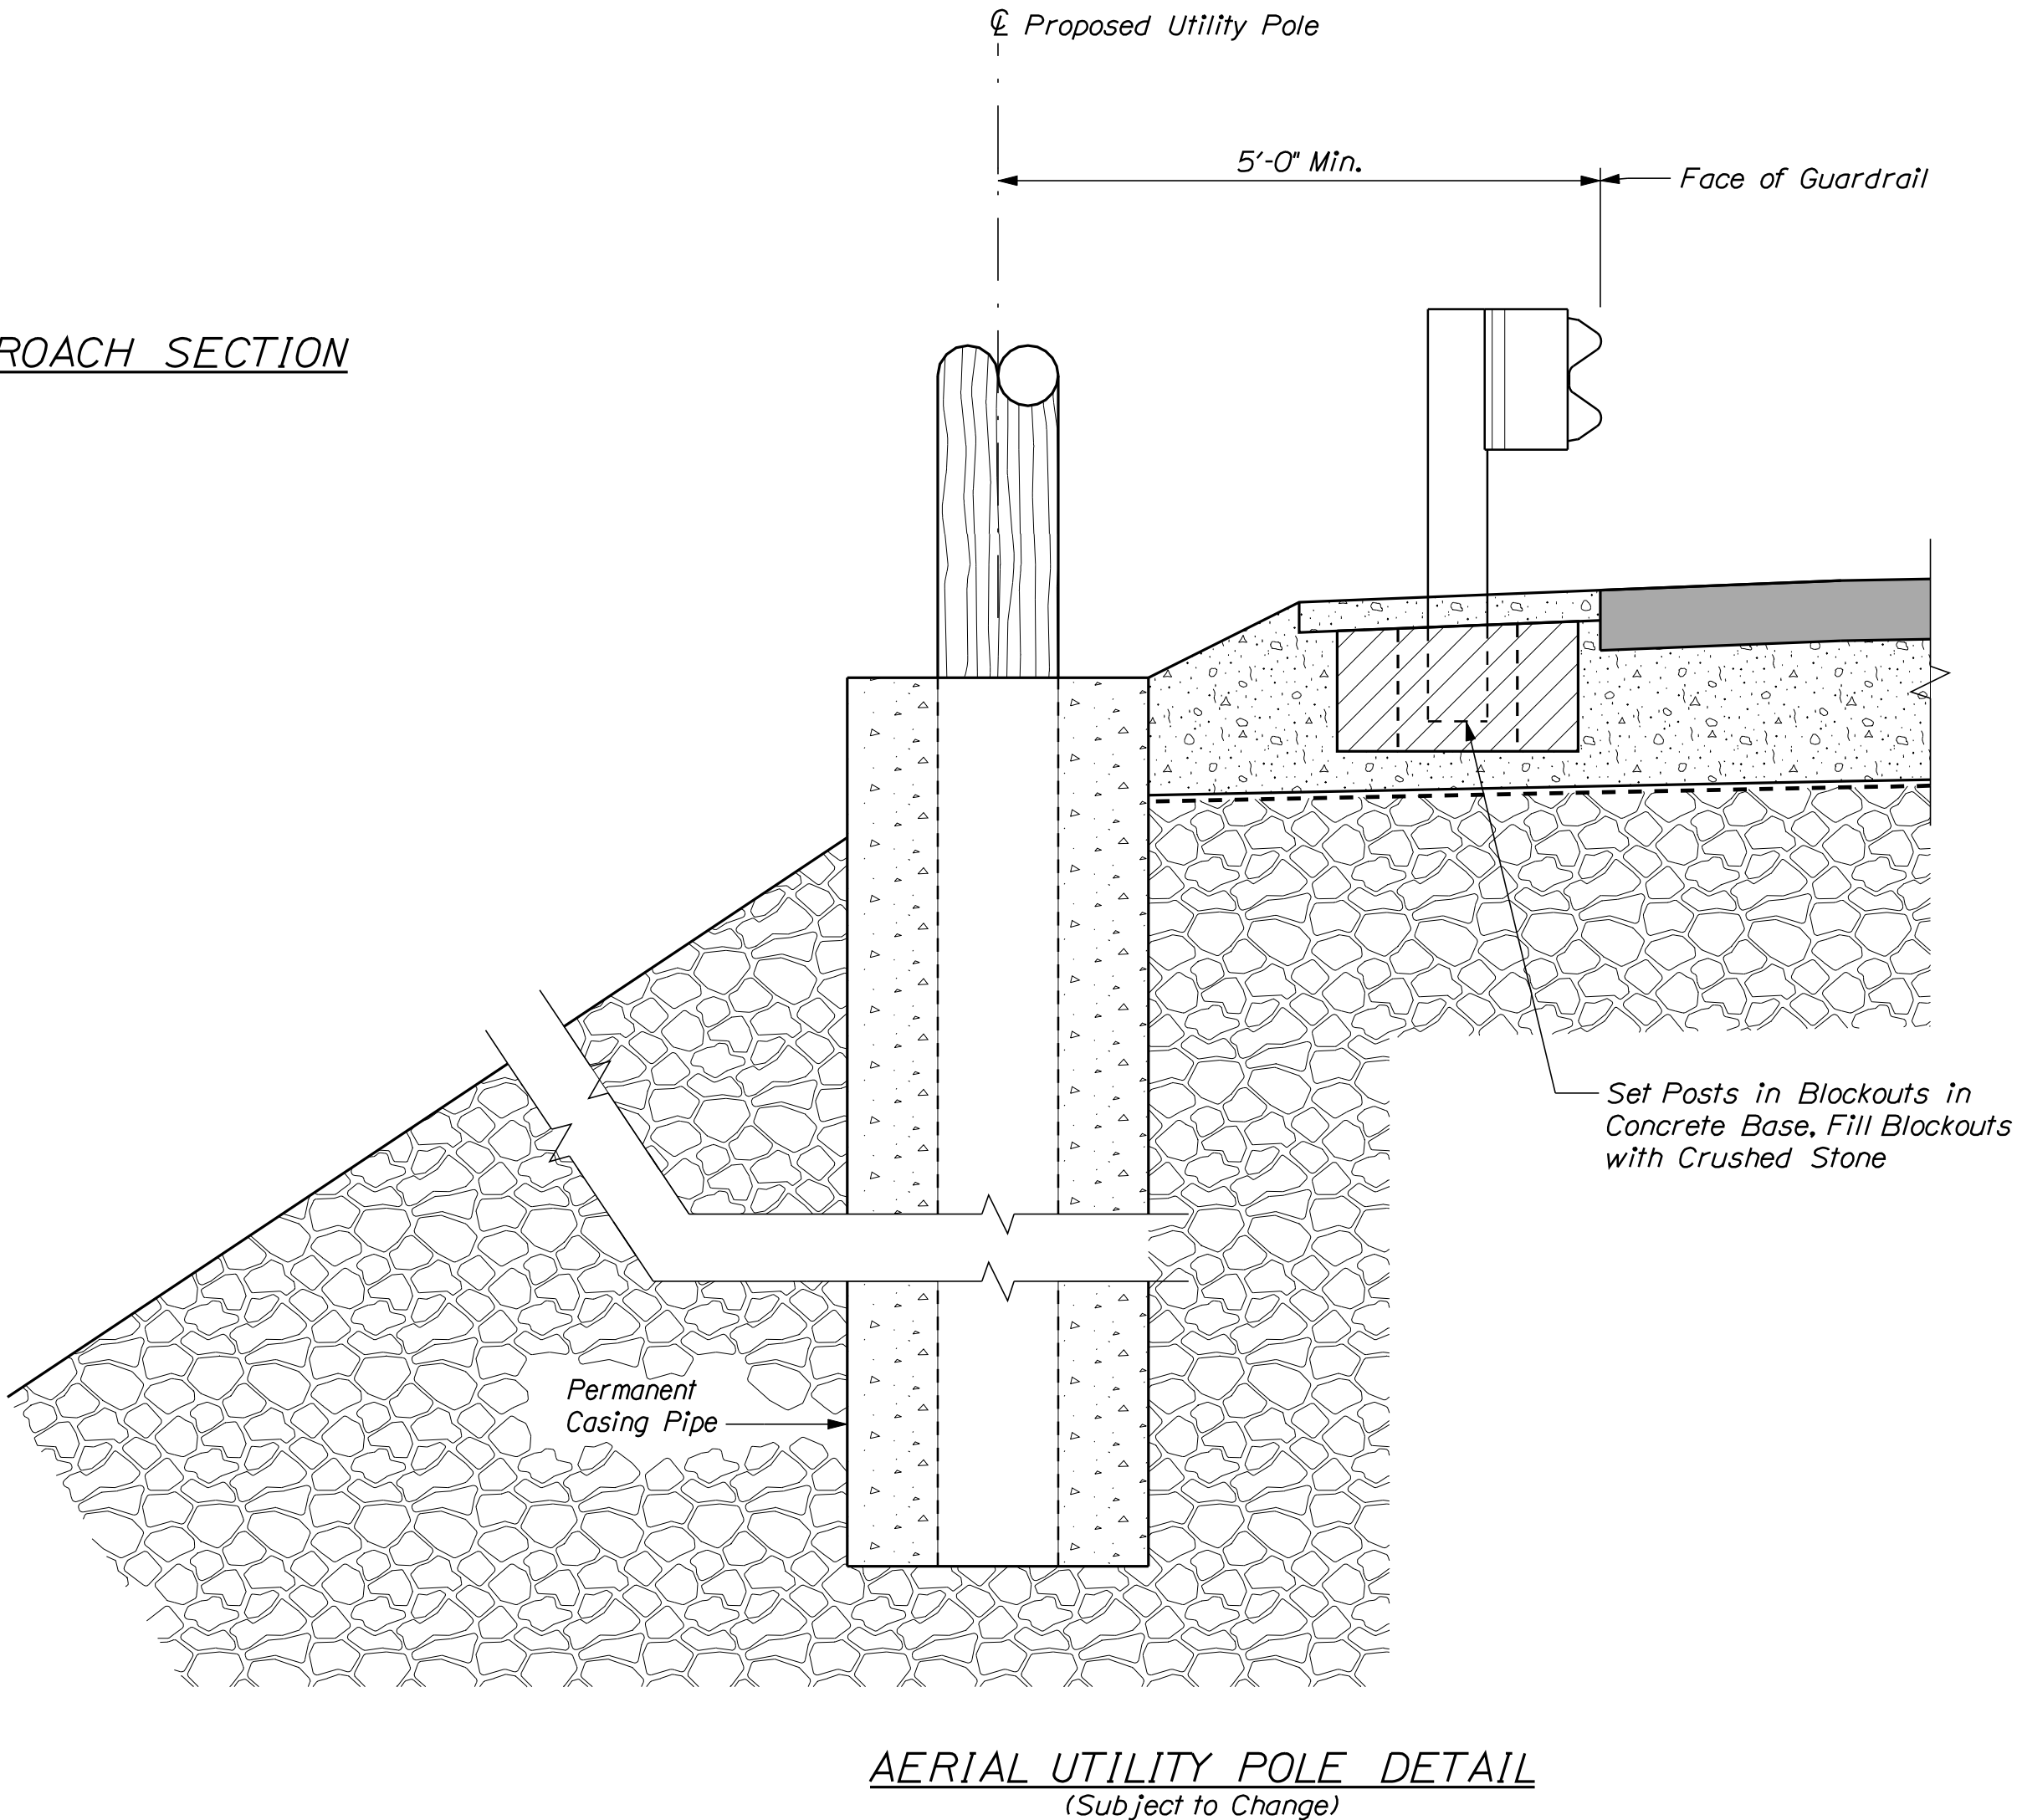 ℄ Proposed Utility Pole
5'-0" Min.
Face of Guardrail
SECTION
Set Posts in Blockouts in
Concrete Base, Fill Blockouts
with Crushed Stone
Permanent
Casing Pipe
AERIAL UTILITY POLE DETAIL
(Subject to Change)